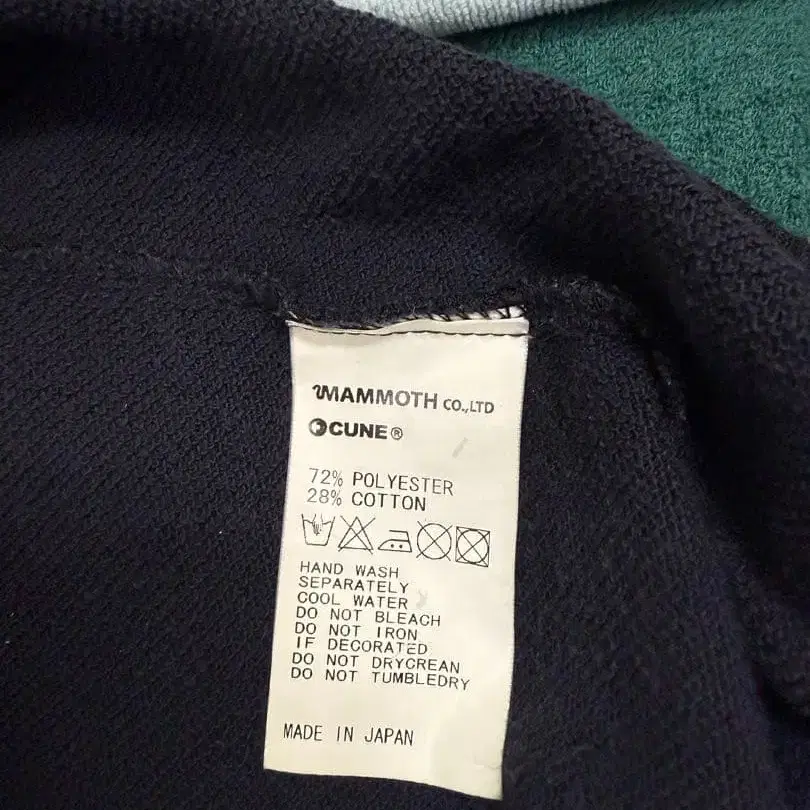 MAMMOTH CO.,LTD
CUNE®
72% POLYESTER
28% COTTON
HAND WASH
SEPARATELY
COOL WATER
DO NOT BLEACH
DO NOT IRON
IF DECORATED
DO NOT DRYCREAN
DO NOT TUMBLEDRY
MADE IN JAPAN